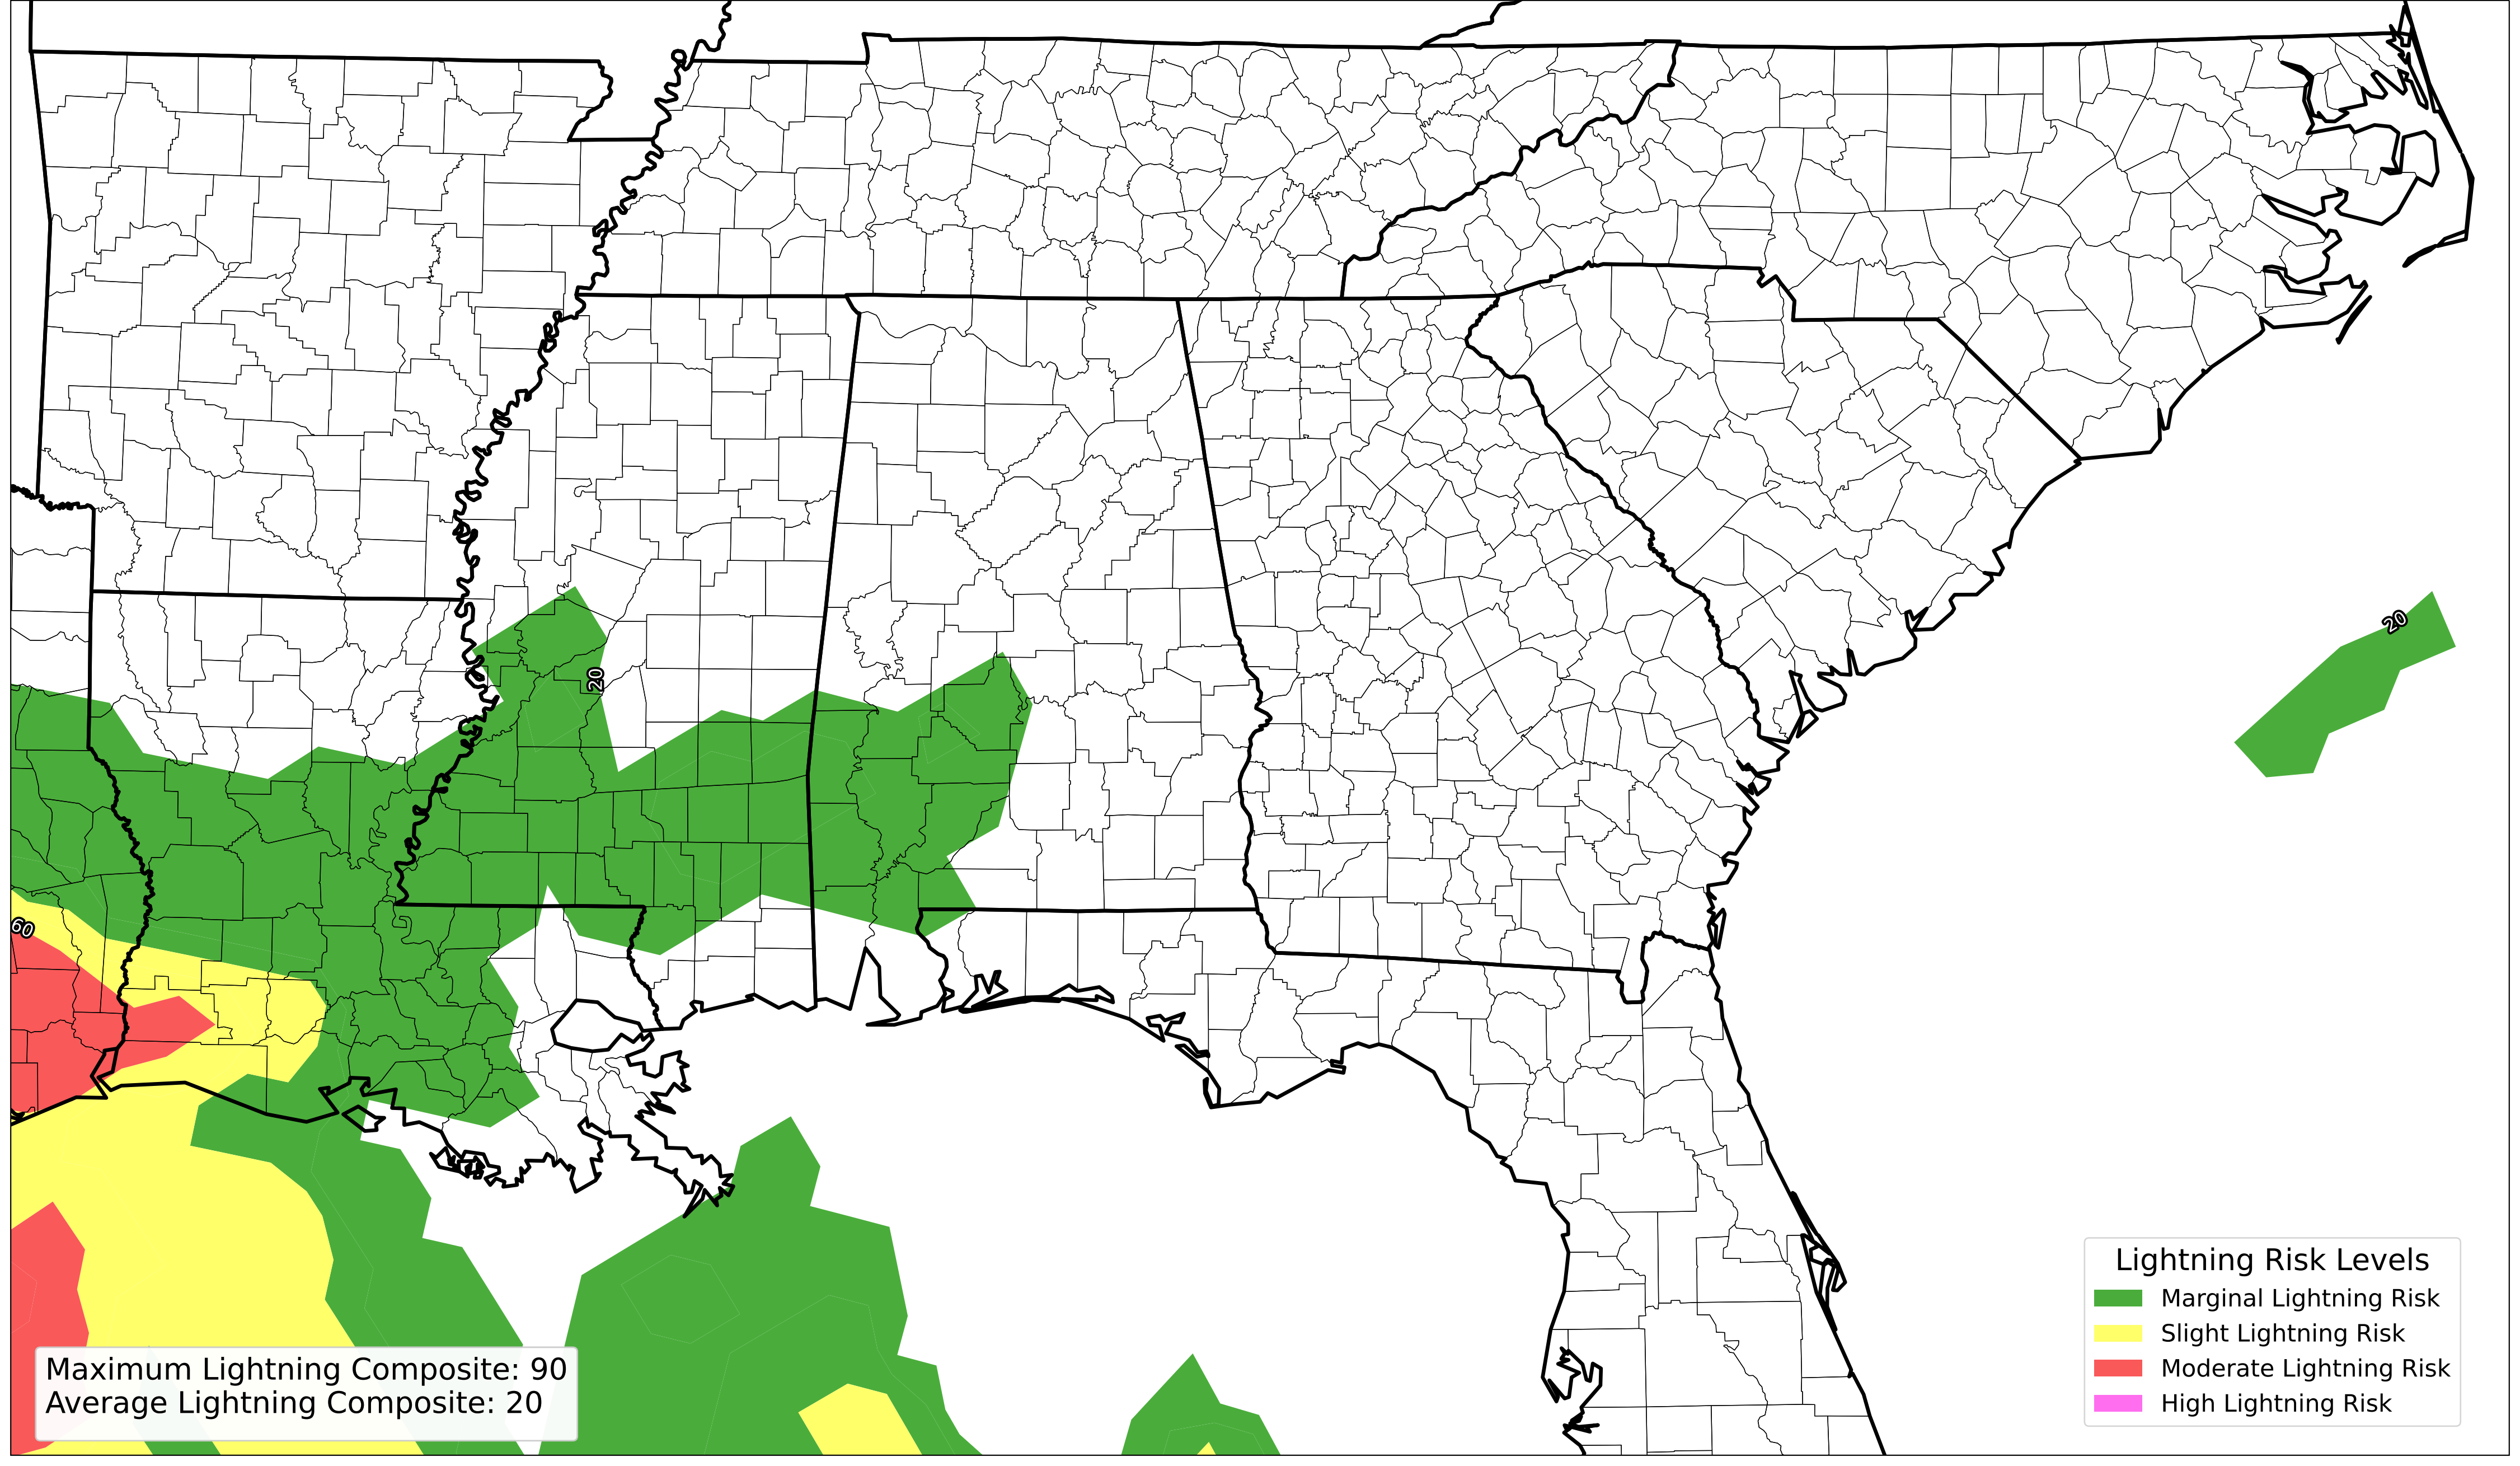 20
20
60
Lightning Risk Levels
Marginal Lightning Risk
Slight Lightning Risk
Moderate Lightning Risk
High Lightning Risk
Maximum Lightning Composite: 90
Average Lightning Composite: 20